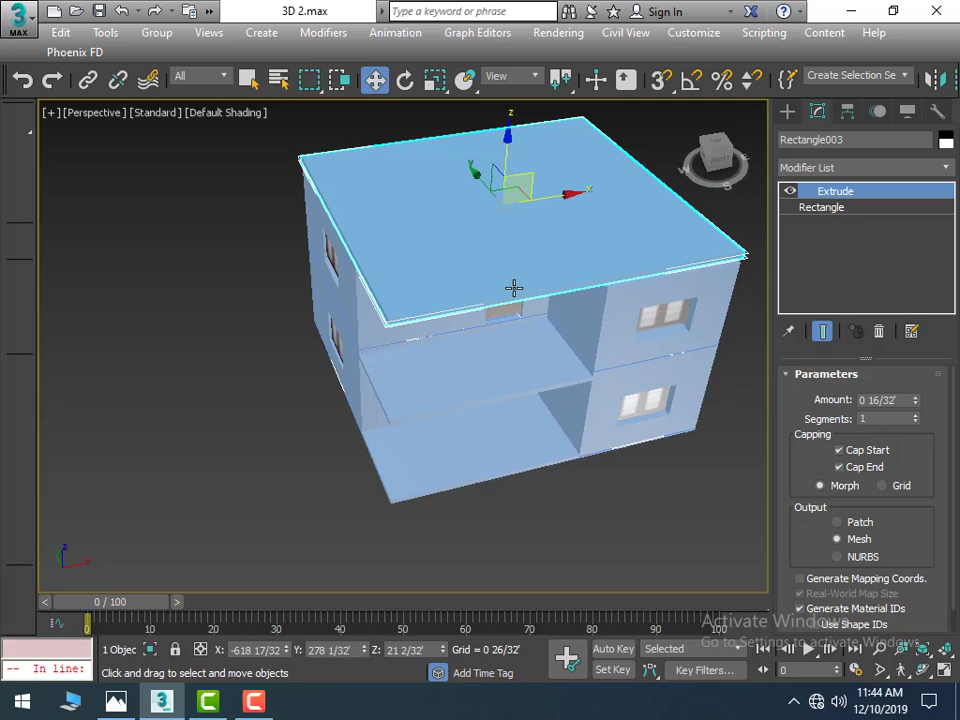 3 MAX
3D 2.max
Type a keyword or phrase
Sign In
Edit Tools Group Views Create Modifiers Animation Graph Editors Rendering Civil View Customize Scripting Content Help
Phoenix FD
All
View
Create Selection Se
[+] [Perspective] [Standard] [Default Shading]
Z
Y
X
TOP
FRONT
W
S
Rectangle003
Modifier List
Extrude
Rectangle
Parameters
Amount: 0 16/32'
Segments: 1
Capping
Cap Start
Cap End
Morph Grid
Output
Patch
Mesh
NURBS
Generate Mapping Coords.
Real-World Map Size
Generate Material IDs
Use Shape IDs
z
x
< 0 / 100 >
0 10 20 30 40 50 60 70 80 90 100
Activate Windows
Go to Settings to activate Windows.
-- In line:
1 Objec
X: -618 17/32 Y: 278 1/32' Z: 21 2/32' Grid = 0 26/32'
Auto Key Selected
Click and drag to select and move objects
Add Time Tag
Set Key Key Filters...
0
11:44 AM
12/10/2019